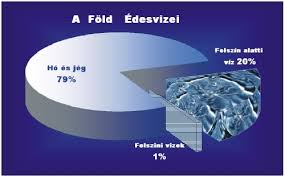 A Föld Édesvizei
Felszín alatti
víz 20%
Hó és jég
79%
Felszíni vizek
1%